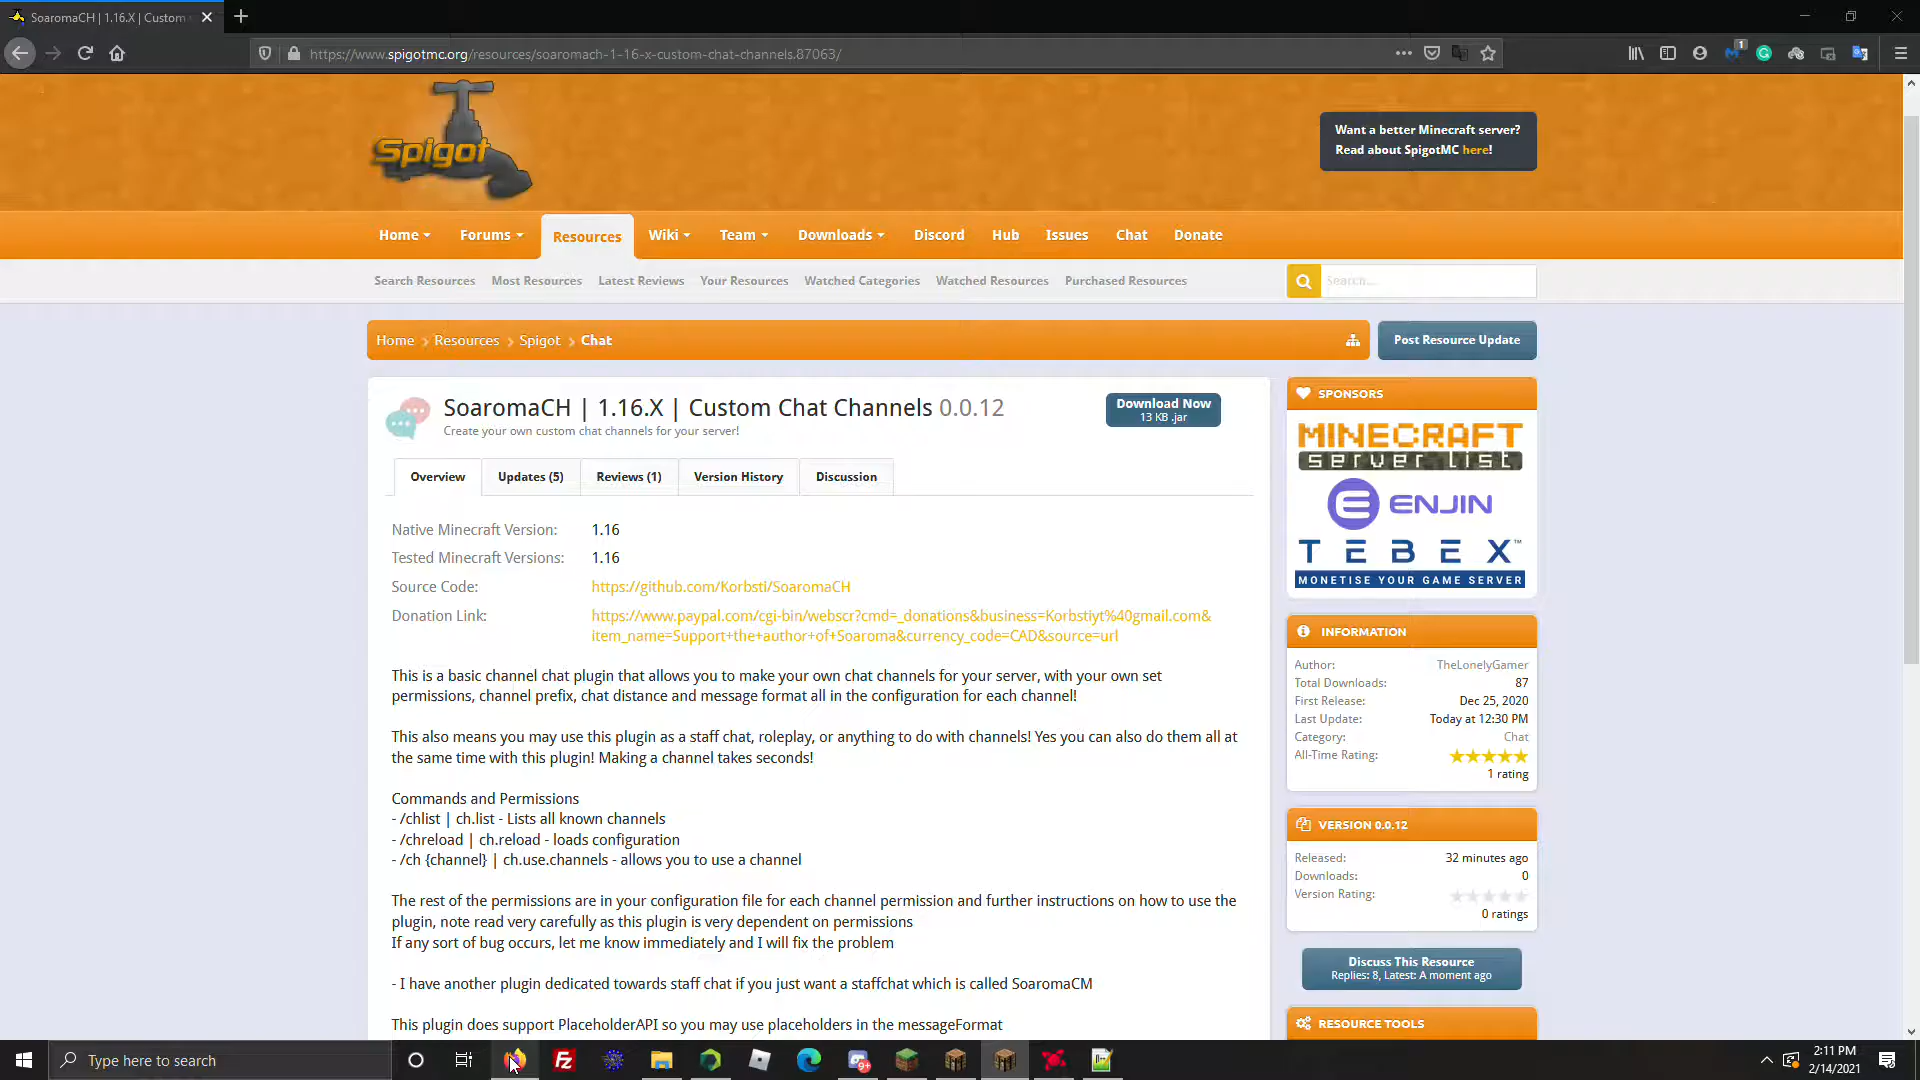 SoaromaCH | 1.16.X | Custom
https://www.spigotmc.org/resources/soaromach-1-16-x-custom-chat-channels.87063/
1
Spigot
Want a better Minecraft server?
Read about SpigotMC here!
Home Forums Resources Wiki Team Downloads Discord Hub Issues Chat Donate
Search Resources Most Resources Latest Reviews Your Resources Watched Categories Watched Resources Purchased Resources
Search...
Home Resources Spigot Chat
Post Resource Update
SoaromaCH | 1.16.X | Custom Chat Channels 0.0.12
Create your own custom chat channels for your server!
Download Now
13 KB .jar
Overview Updates (5) Reviews (1) Version History Discussion
Native Minecraft Version: 1.16
Tested Minecraft Versions: 1.16
Source Code: https://github.com/Korbsti/SoaromaCH
Donation Link: https://www.paypal.com/cgi-bin/webscr?cmd=_donations&business=Korbstiyt%40gmail.com&
item_name=Support+the+author+of+Soaroma&currency_code=CAD&source=url
This is a basic channel chat plugin that allows you to make your own chat channels for your server, with your own set
permissions, channel prefix, chat distance and message format all in the configuration for each channel!
This also means you may use this plugin as a staff chat, roleplay, or anything to do with channels! Yes you can also do them all at
the same time with this plugin! Making a channel takes seconds!
Commands and Permissions
- /chlist | ch.list - Lists all known channels
- /chreload | ch.reload - loads configuration
- /ch {channel} | ch.use.channels - allows you to use a channel
The rest of the permissions are in your configuration file for each channel permission and further instructions on how to use the
plugin, note read very carefully as this plugin is very dependent on permissions
If any sort of bug occurs, let me know immediately and I will fix the problem
- I have another plugin dedicated towards staff chat if you just want a staffchat which is called SoaromaCM
This plugin does support PlaceholderAPI so you may use placeholders in the messageFormat
SPONSORS
MINECRAFT
server list
ENJIN
TEBEX™
MONETISE YOUR GAME SERVER
INFORMATION
Author: TheLonelyGamer
Total Downloads: 87
First Release: Dec 25, 2020
Last Update: Today at 12:30 PM
Category: Chat
All-Time Rating:
1 rating
VERSION 0.0.12
Released: 32 minutes ago
Downloads: 0
Version Rating:
0 ratings
Discuss This Resource
Replies: 8, Latest: A moment ago
RESOURCE TOOLS
Type here to search
Fz
9+
2:11 PM
2/14/2021